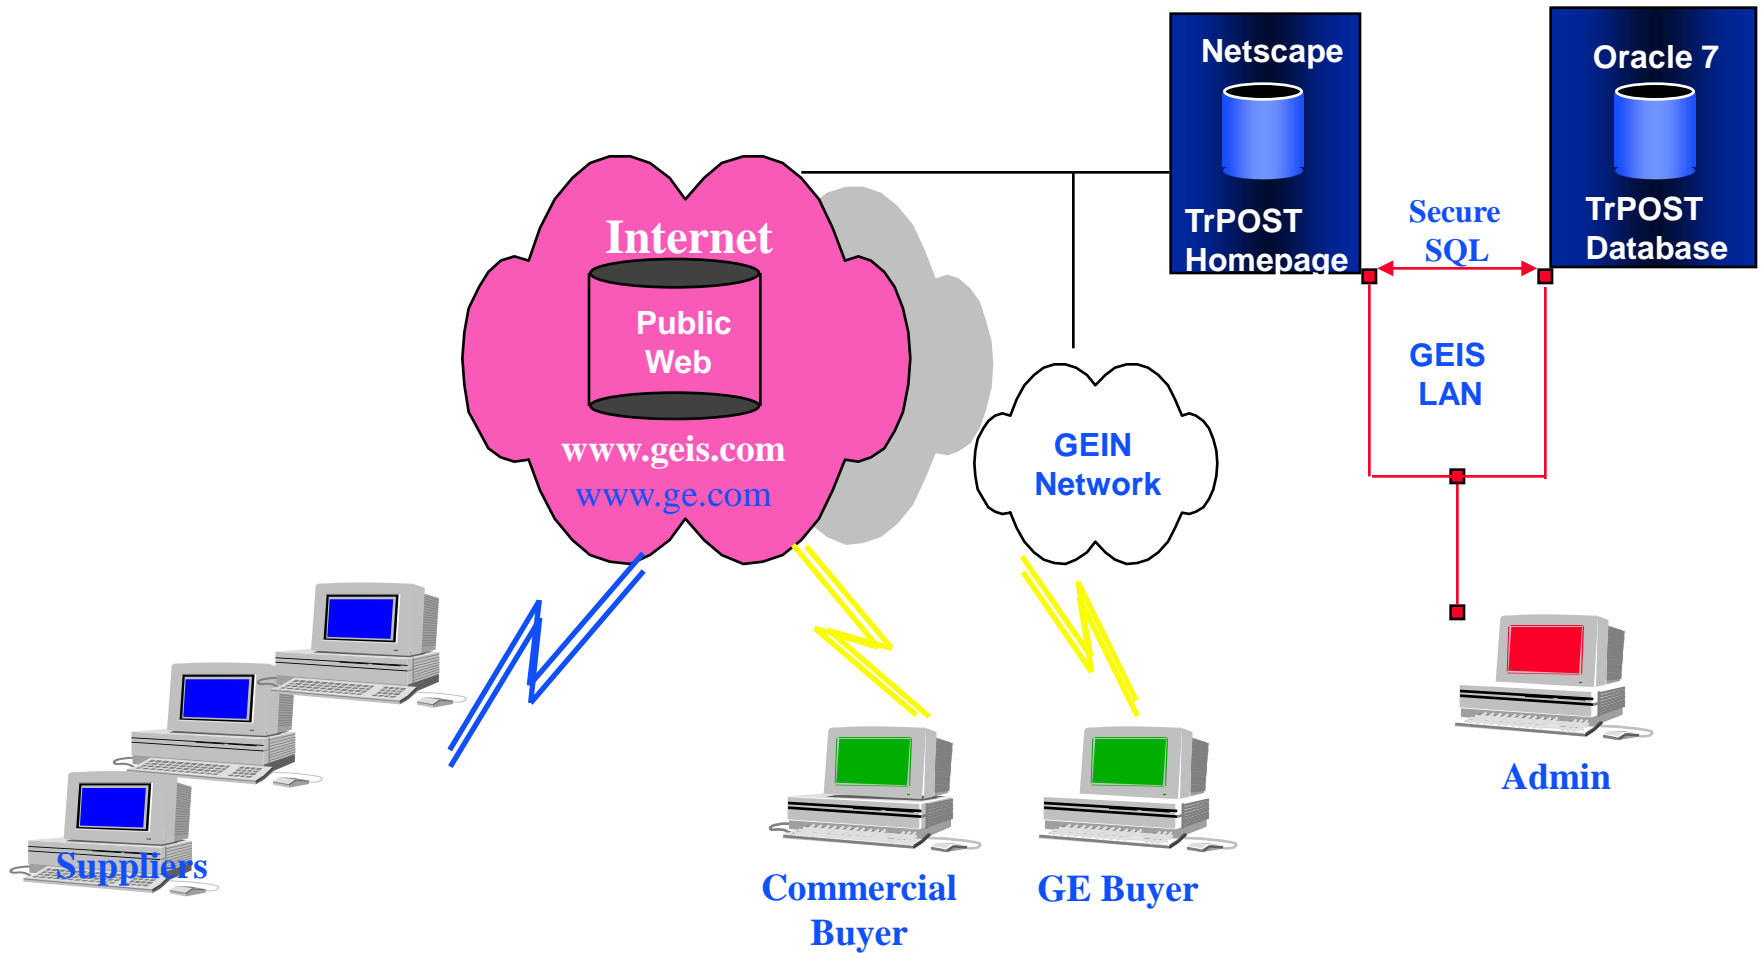 Netscape
TrPOST
Homepage
Oracle 7
TrPOST
Database
Secure
SQL
GEIS
LAN
Internet
Public
Web
www.geis.com
www.ge.com
GEIN
Network
Suppliers
Commercial
Buyer
GE Buyer
Admin